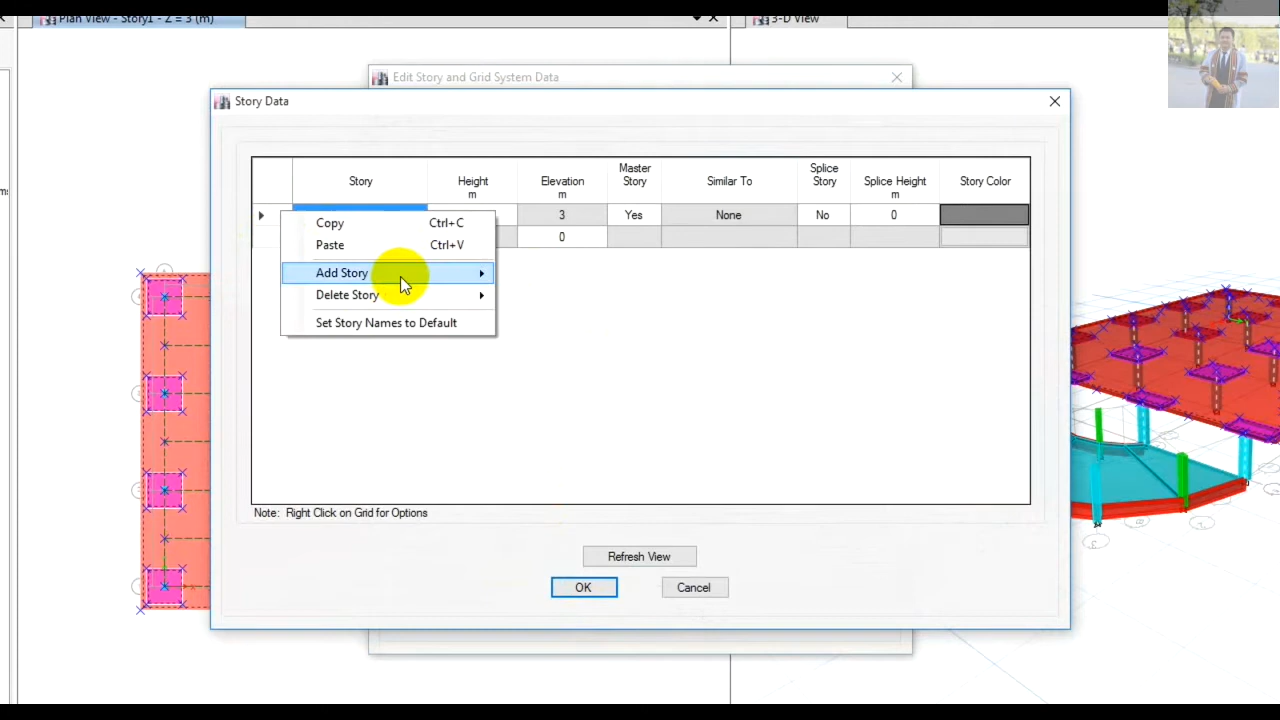 Plan View - Story1 - Z = 3 (m)
3-D View
Edit Story and Grid System Data
Story Data
Story
Height
m
Elevation
m
Master
Story
Similar To
Splice
Story
Splice Height
m
Story Color
3
Yes
None
No
0
0
Copy Ctrl+C
Paste Ctrl+V
Add Story
Delete Story
Set Story Names to Default
Note: Right Click on Grid for Options
Refresh View
OK
Cancel